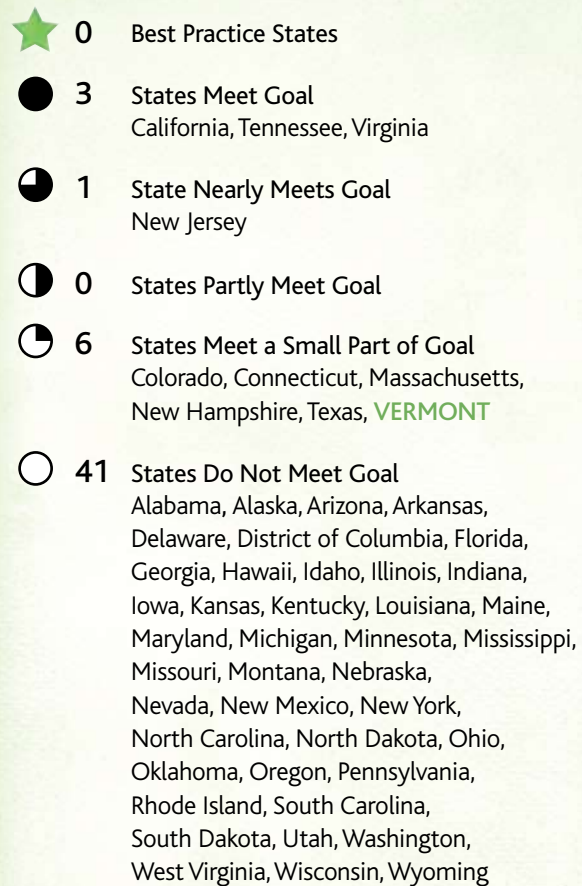 0 Best Practice States
3 States Meet Goal
California, Tennessee, Virginia
1 State Nearly Meets Goal
New Jersey
0 States Partly Meet Goal
6 States Meet a Small Part of Goal
Colorado, Connecticut, Massachusetts,
New Hampshire, Texas, VERMONT
41 States Do Not Meet Goal
Alabama, Alaska, Arizona, Arkansas,
Delaware, District of Columbia, Florida,
Georgia, Hawaii, Idaho, Illinois, Indiana,
Iowa, Kansas, Kentucky, Louisiana, Maine,
Maryland, Michigan, Minnesota, Mississippi,
Missouri, Montana, Nebraska,
Nevada, New Mexico, New York,
North Carolina, North Dakota, Ohio,
Oklahoma, Oregon, Pennsylvania,
Rhode Island, South Carolina,
South Dakota, Utah, Washington,
West Virginia, Wisconsin, Wyoming